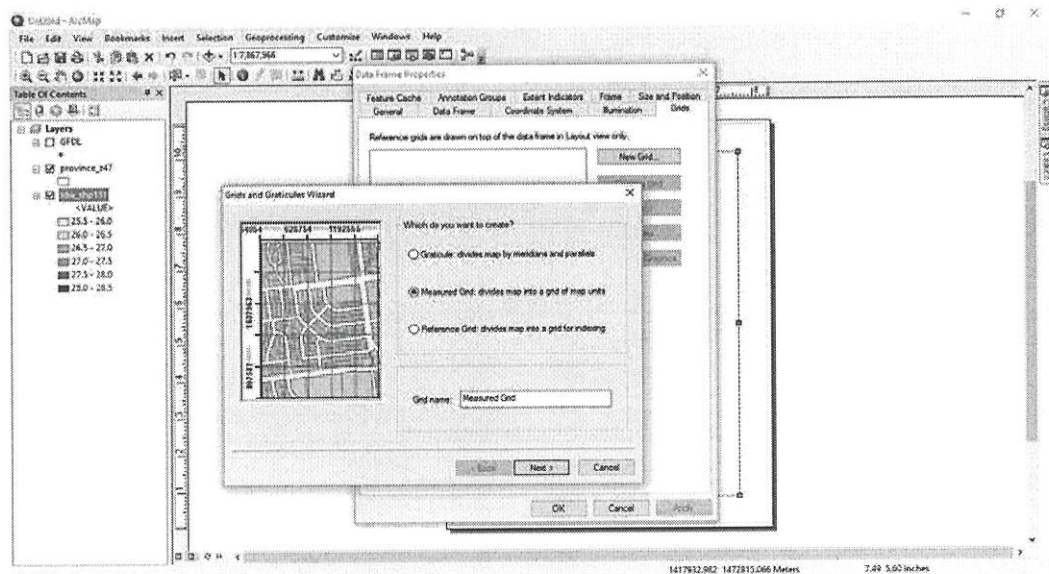 Untitled - ArcMap
File Edit View Bookmarks Insert Selection Geoprocessing Customize Windows Help
1:7,867,966
Table Of Contents
Layers
GFDL
province_z47
<VALUE>
25.5 - 26.0
26.0 - 26.5
26.5 - 27.0
27.0 - 27.5
27.5 - 28.0
28.0 - 28.5
Data Frame Properties
Feature Cache Annotation Groups Extent Indicators Frame Size and Position
General Data Frame Coordinate System Illumination Grids
Reference grids are drawn on top of the data frame in Layout view only.
New Grid...
Grids and Graticules Wizard
Which do you want to create?
Graticule: divides map by meridians and parallels
Measured Grid: divides map into a grid of map units
Reference Grid: divides map into a grid for indexing
Grid name: Measured Grid
< Back Next > Cancel
OK Cancel Apply
1417932.982 1472815.066 Meters 7.49 5.60 Inches